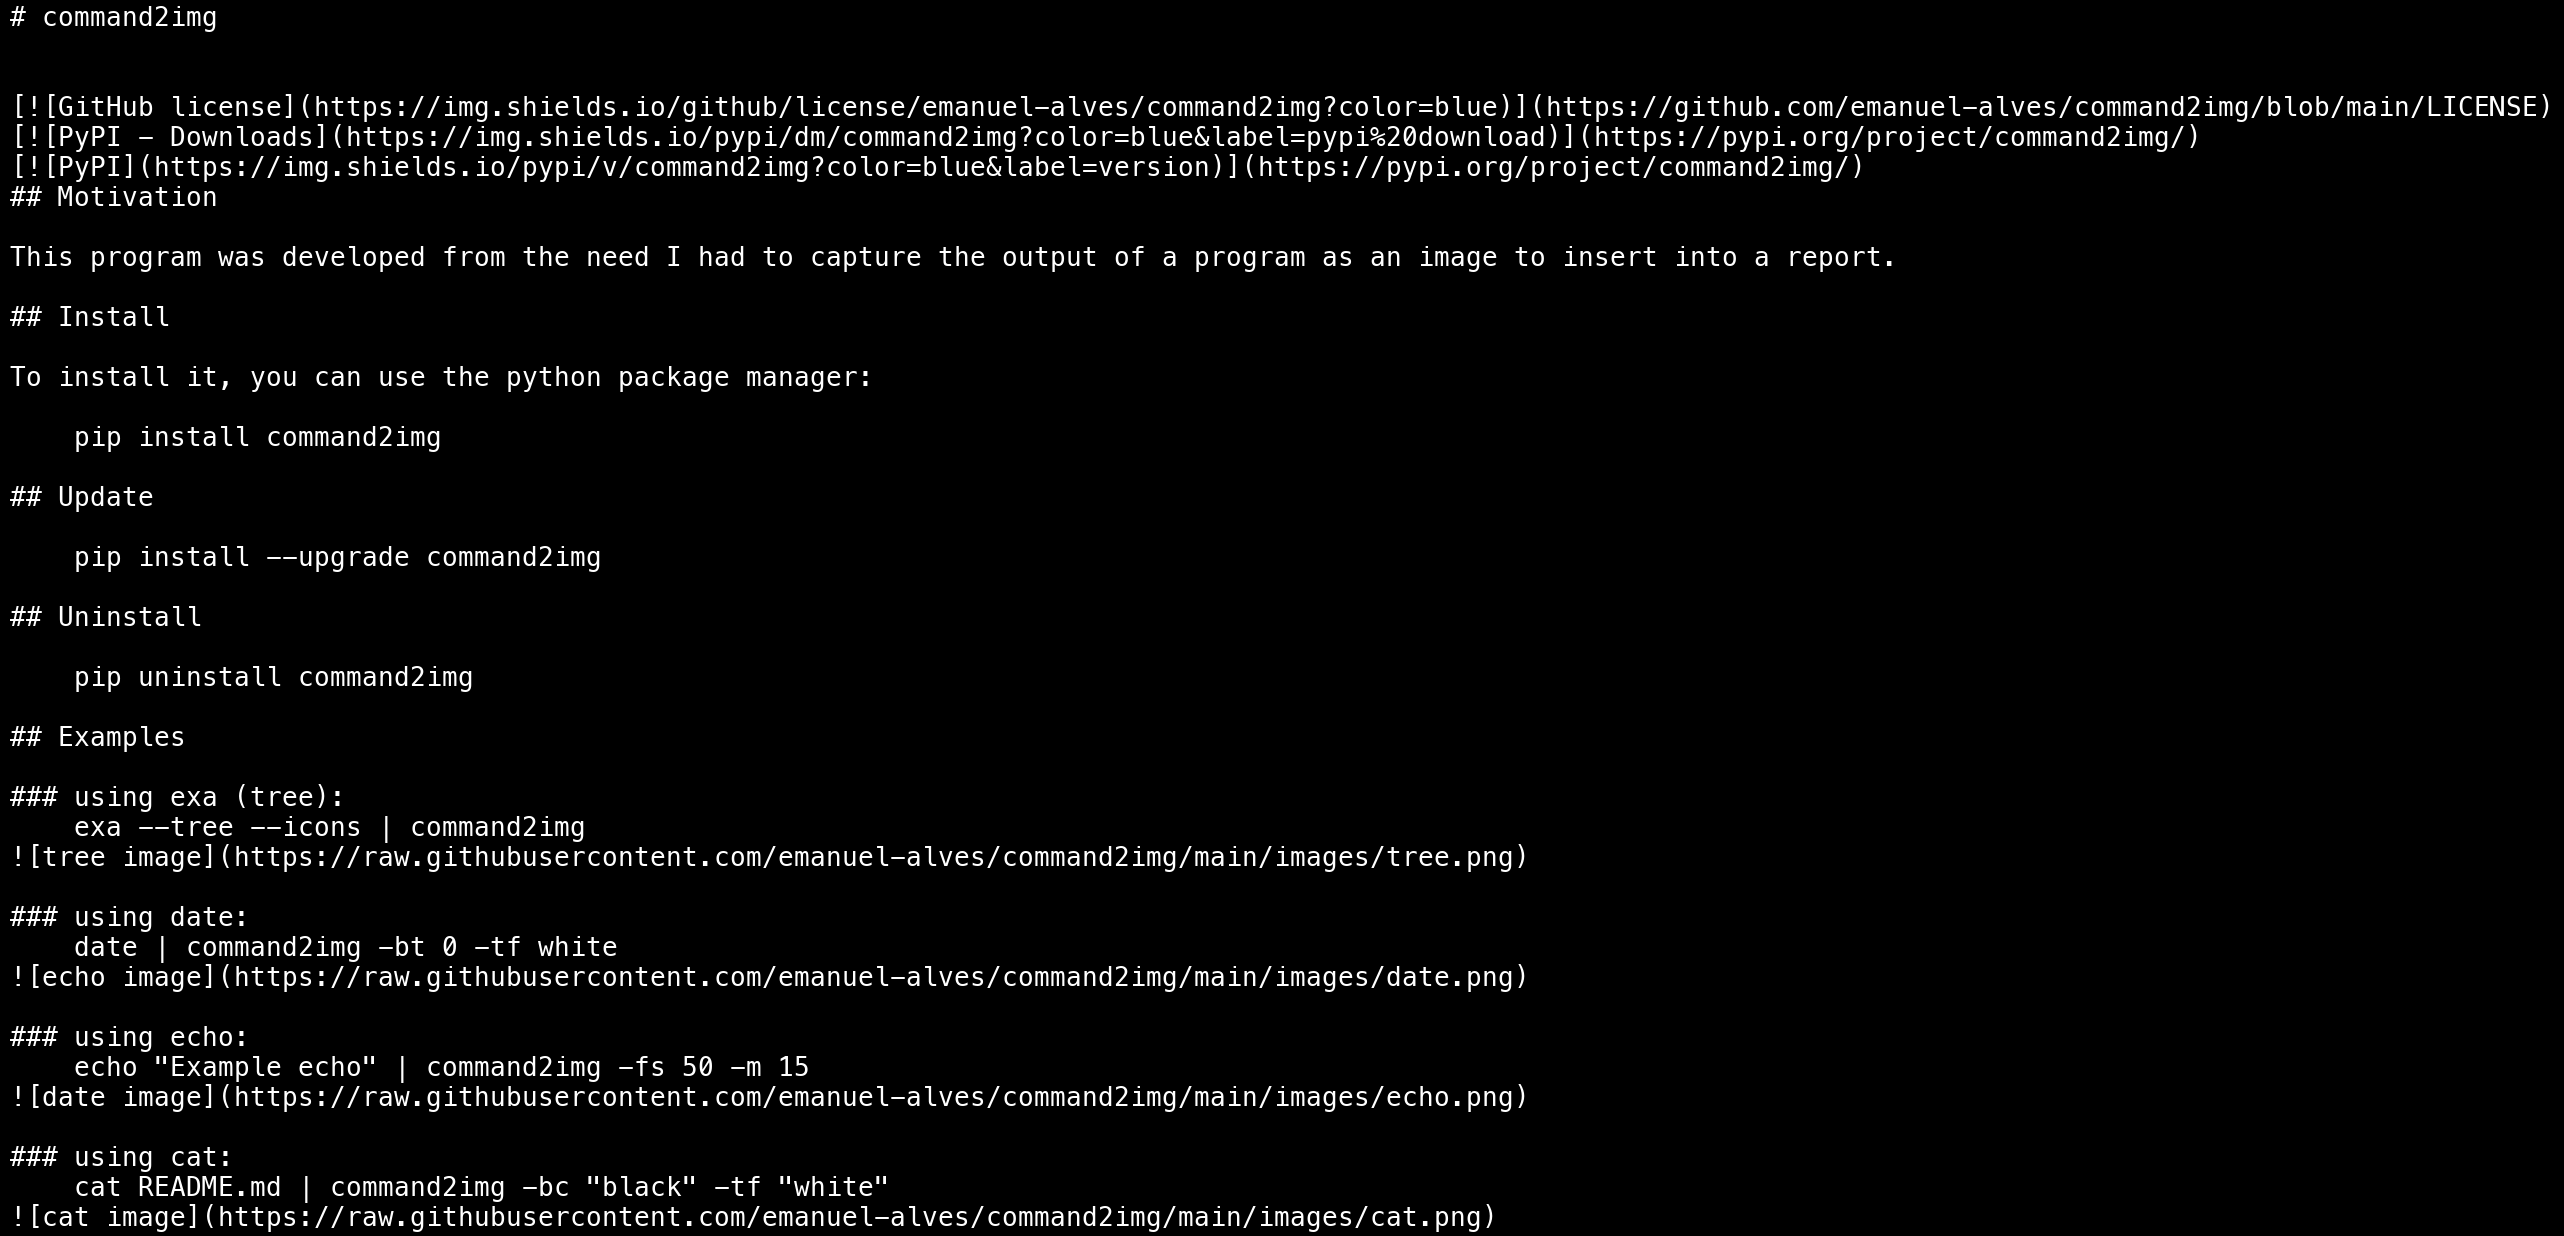 # command2img
[![GitHub license](https://img.shields.io/github/license/emanuel-alves/command2img?color=blue)](https://github.com/emanuel-alves/command2img/blob/main/LICENSE)
[![PyPI - Downloads](https://img.shields.io/pypi/dm/command2img?color=blue&label=pypi%20download)](https://pypi.org/project/command2img/)
[![PyPI](https://img.shields.io/pypi/v/command2img?color=blue&label=version)](https://pypi.org/project/command2img/)
## Motivation
This program was developed from the need I had to capture the output of a program as an image to insert into a report.
## Install
To install it, you can use the python package manager:
    pip install command2img
## Update
    pip install --upgrade command2img
## Uninstall
    pip uninstall command2img
## Examples
### using exa (tree):
    exa --tree --icons | command2img
![tree image](https://raw.githubusercontent.com/emanuel-alves/command2img/main/images/tree.png)
### using date:
    date | command2img -bt 0 -tf white
![echo image](https://raw.githubusercontent.com/emanuel-alves/command2img/main/images/date.png)
### using echo:
    echo "Example echo" | command2img -fs 50 -m 15
![date image](https://raw.githubusercontent.com/emanuel-alves/command2img/main/images/echo.png)
### using cat:
    cat README.md | command2img -bc "black" -tf "white"
![cat image](https://raw.githubusercontent.com/emanuel-alves/command2img/main/images/cat.png)